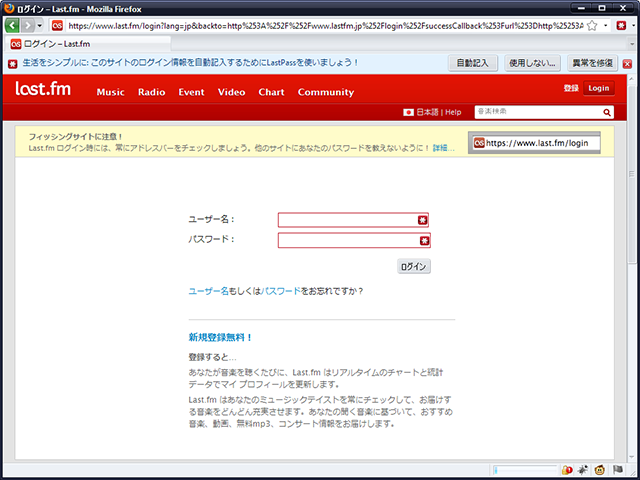 ログイン – Last.fm - Mozilla Firefox
https://www.last.fm/login?lang=jp&backto=http%253A%252F%252Fwww.lastfm.jp%252Flogin%252FsuccessCallback%253Furl%253Dhttp%25253A
ログイン – Last.fm
生活をシンプルに: このサイトのログイン情報を自動記入するためにLastPassを使いましょう！
自動記入 使用しない... 異常を修復
last.fm Music Radio Event Video Chart Community 登録 Login
日本語 | Help 音楽検索
フィッシングサイトに注意！
Last.fm ログイン時には、常にアドレスバーをチェックしましょう。他のサイトにあなたのパスワードを教えないように！ 詳細...
https://www.last.fm/login
ユーザー名：
パスワード：
ログイン
ユーザー名もしくはパスワードをお忘れですか？
新規登録無料！
登録すると...
あなたが音楽を聴くたびに、Last.fm はリアルタイムのチャートと統計
データでマイ プロフィールを更新します。
Last.fm はあなたのミュージックテイストを常にチェックして、お届けす
る音楽をどんどん充実させます。あなたの聞く音楽に基づいて、おすすめ
音楽、動画、無料mp3、コンサート情報をお届けします。